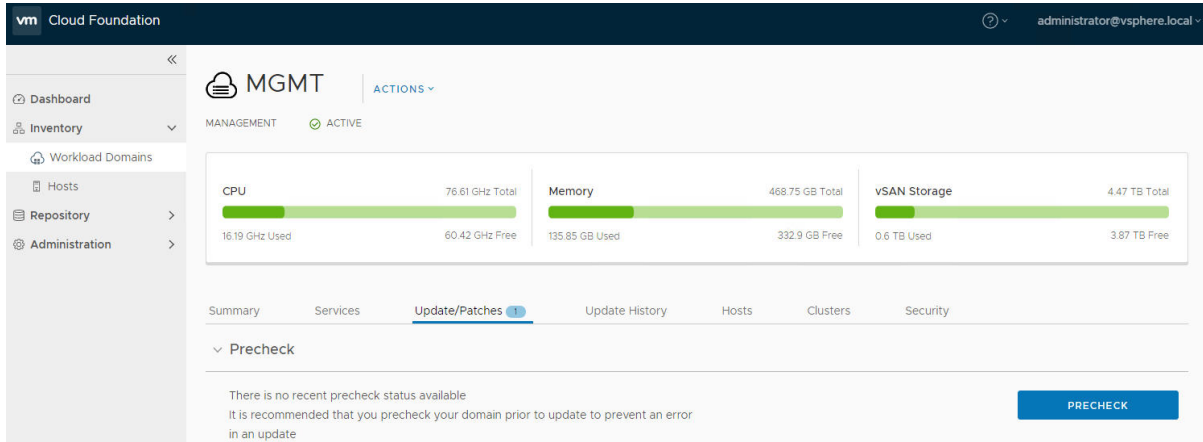 vm Cloud Foundation
administrator@vsphere.local
Dashboard
Inventory
Workload Domains
Hosts
Repository
Administration
MGMT
ACTIONS
MANAGEMENT ACTIVE
CPU 76.61 GHz Total
16.19 GHz Used 60.42 GHz Free
Memory 468.75 GB Total
135.85 GB Used 332.9 GB Free
vSAN Storage 4.47 TB Total
0.6 TB Used 3.87 TB Free
Summary Services Update/Patches 1 Update History Hosts Clusters Security
Precheck
There is no recent precheck status available
It is recommended that you precheck your domain prior to update to prevent an error
in an update
PRECHECK